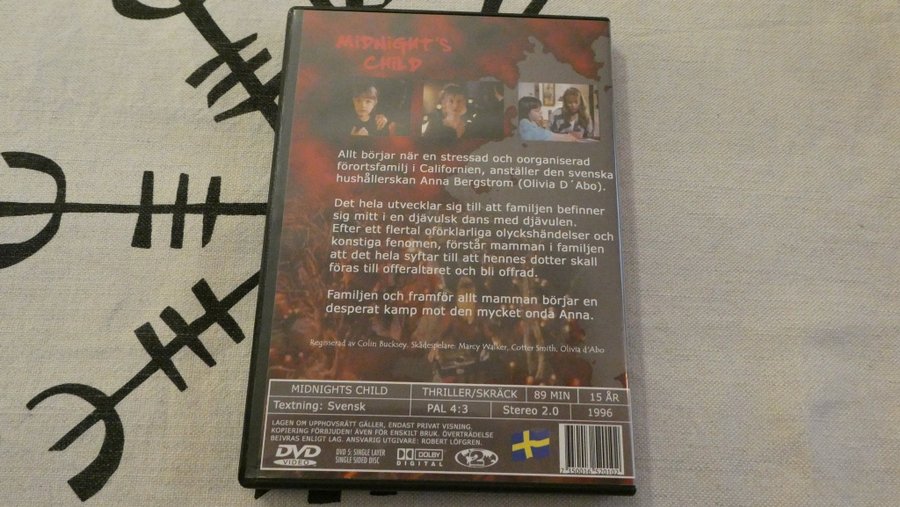 MIDNIGHT'S
CHILD
Allt börjar när en stressad och oorganiserad
förortsfamilj i Californien, anställer den svenska
hushållerskan Anna Bergstrom (Olivia D´Abo).
Det hela utvecklar sig till att familjen befinner
sig mitt i en djävulsk dans med djävulen.
Efter ett flertal oförklarliga olyckshändelser och
konstiga fenomen, förstår mamman i familjen
att det hela syftar till att hennes dotter skall
föras till offeraltaret och bli offrad.
Familjen och framför allt mamman börjar en
desperat kamp mot den mycket onda Anna.
Regisserad av Colin Bucksey. Skådespelare: Marcy Walker, Cotter Smith, Olivia d'Abo
MIDNIGHTS CHILD THRILLER/SKRÄCK 89 MIN 15 ÅR
Textning: Svensk PAL 4:3 Stereo 2.0 1996
LAGEN OM UPPHOVSRÄTT GÄLLER, ENDAST PRIVAT VISNING.
KOPIERING FÖRBJUDEN! ÄVEN FÖR ENSKILT BRUK. ÖVERTRÄDELSE
BEIVRAS ENLIGT LAG. ANSVARIG UTGIVARE: ROBERT LÖFGREN.
DVD VIDEO
DVD 5: SINGLE LAYER
SINGLE SIDED DISC
DOLBY
DIGITAL
2